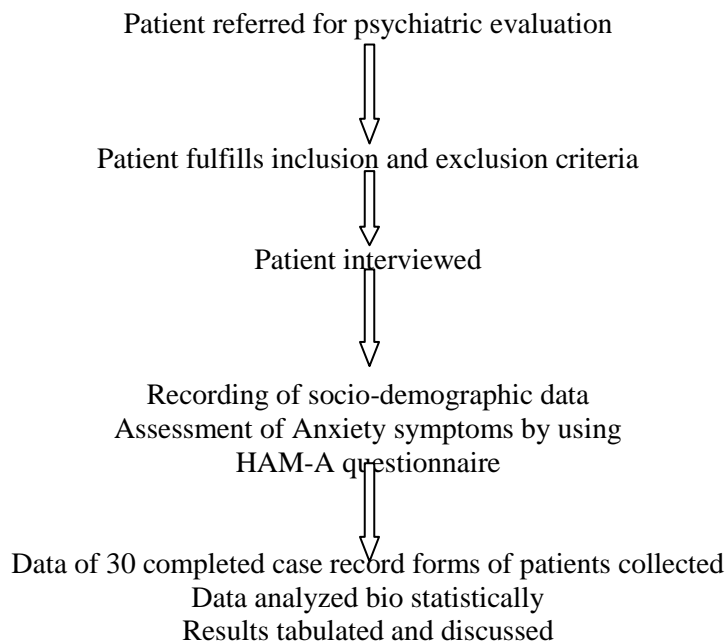 Patient referred for psychiatric evaluation
Patient fulfills inclusion and exclusion criteria
Patient interviewed
Recording of socio-demographic data
Assessment of Anxiety symptoms by using
HAM-A questionnaire
Data of 30 completed case record forms of patients collected
Data analyzed bio statistically
Results tabulated and discussed